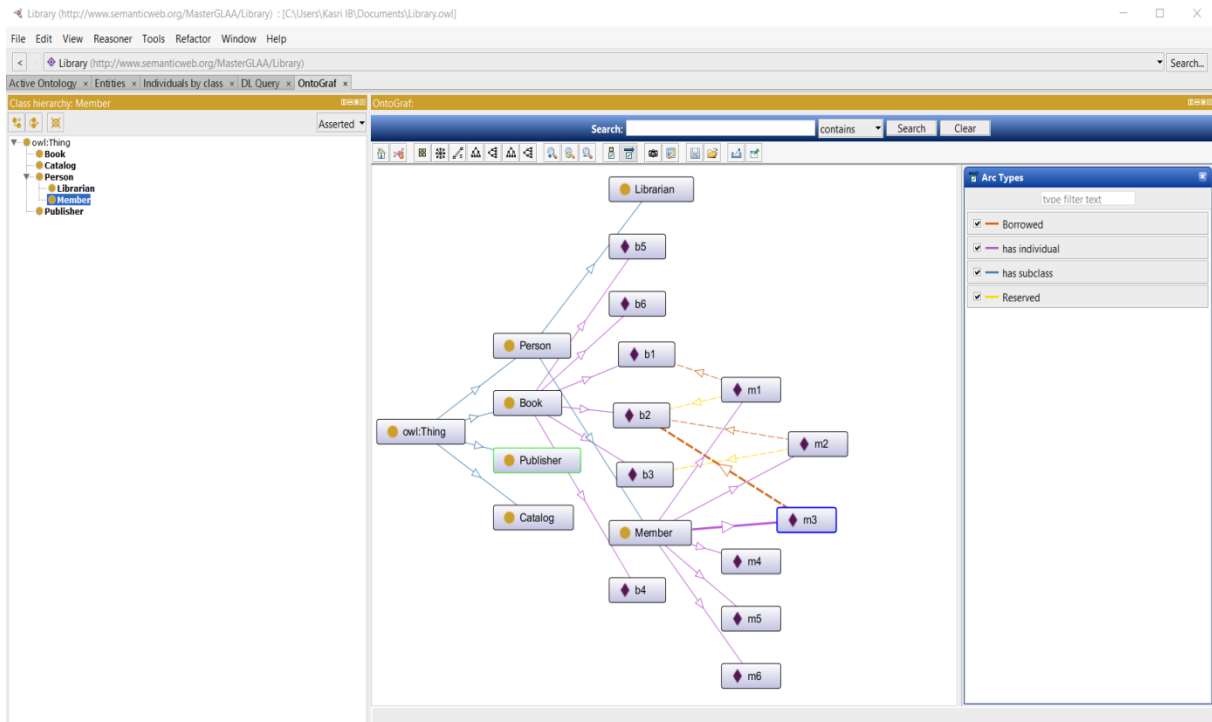 Library (http://www.semanticweb.org/MasterGLAA/Library) : [C:\Users\Kasri IB\Documents\Library.owl]
File Edit View Reasoner Tools Refactor Window Help
< > Library (http://www.semanticweb.org/MasterGLAA/Library) Search...
Active Ontology × Entities × Individuals by class × DL Query × OntoGraf ×
Class hierarchy: Member
Asserted
owl:Thing
Book
Catalog
Person
Librarian
Member
Publisher
OntoGraf:
Search: contains Search Clear
Librarian
b5
b6
Person
b1
m1
Book
b2
owl:Thing
m2
Publisher
b3
Catalog
m3
Member
m4
b4
m5
m6
Arc Types
type filter text
Borrowed
has individual
has subclass
Reserved